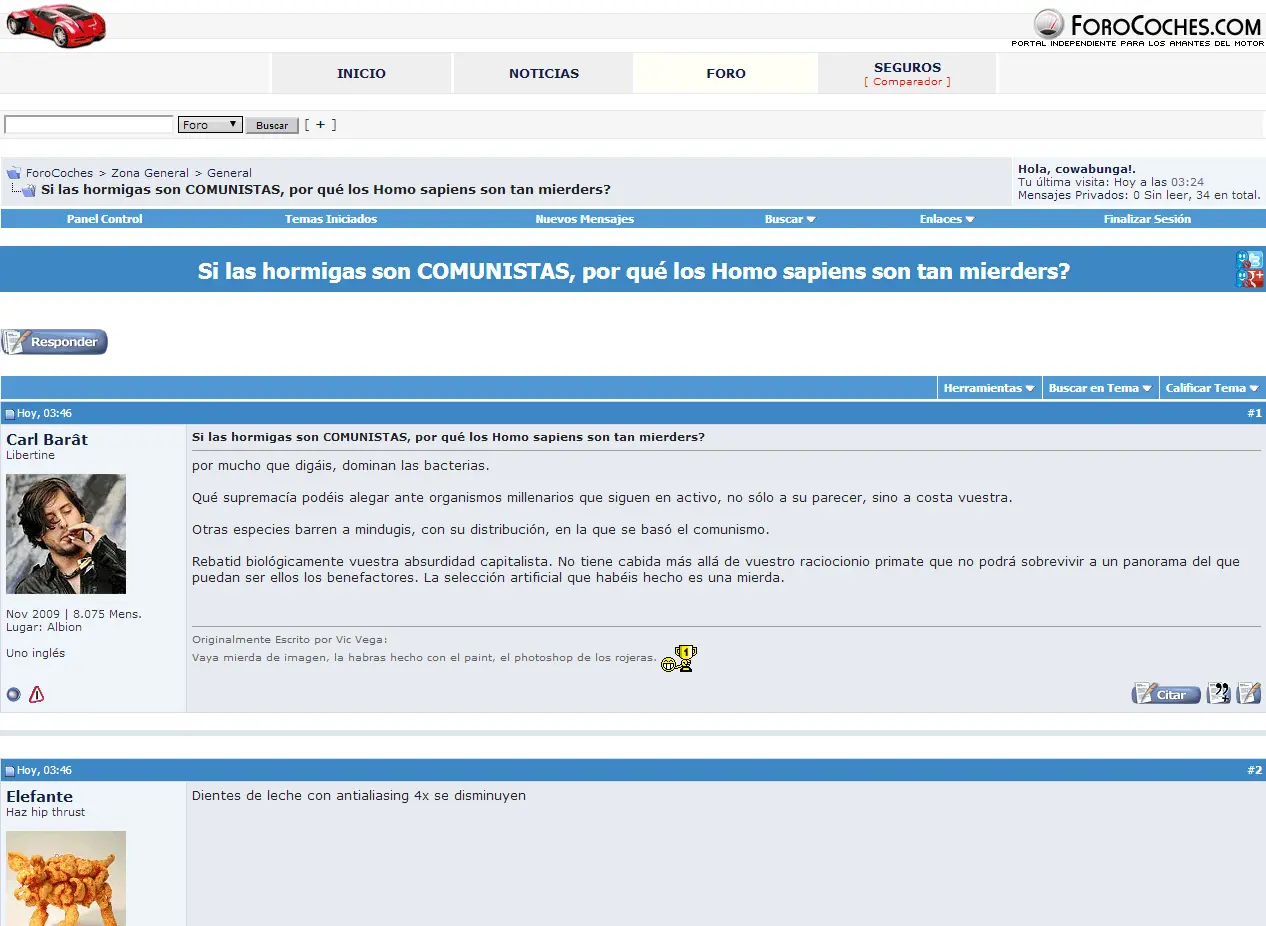 FOROCOCHES.COM
PORTAL INDEPENDIENTE PARA LOS AMANTES DEL MOTOR
INICIO
NOTICIAS
FORO
SEGUROS
[ Comparador ]
Foro
Buscar
[ + ]
ForoCoches > Zona General > General
Si las hormigas son COMUNISTAS, por qué los Homo sapiens son tan mierders?
Hola, cowabunga!.
Tu última visita: Hoy a las 03:24
Mensajes Privados: 0 Sin leer, 34 en total.
Panel Control
Temas Iniciados
Nuevos Mensajes
Buscar
Enlaces
Finalizar Sesión
Si las hormigas son COMUNISTAS, por qué los Homo sapiens son tan mierders?
Responder
Herramientas
Buscar en Tema
Calificar Tema
Hoy, 03:46
#1
Carl Barât
Libertine
Nov 2009 | 8.075 Mens.
Lugar: Albion
Uno inglés
Si las hormigas son COMUNISTAS, por qué los Homo sapiens son tan mierders?
por mucho que digáis, dominan las bacterias.
Qué supremacía podéis alegar ante organismos millenarios que siguen en activo, no sólo a su parecer, sino a costa vuestra.
Otras especies barren a mindugis, con su distribución, en la que se basó el comunismo.
Rebatid biológicamente vuestra absurdidad capitalista. No tiene cabida más allá de vuestro raciocionio primate que no podrá sobrevivir a un panorama del que
puedan ser ellos los benefactores. La selección artificial que habéis hecho es una mierda.
Originalmente Escrito por Vic Vega:
Vaya mierda de imagen, la habras hecho con el paint, el photoshop de los rojeras.
1
Citar
Hoy, 03:46
#2
Elefante
Haz hip thrust
Dientes de leche con antialiasing 4x se disminuyen